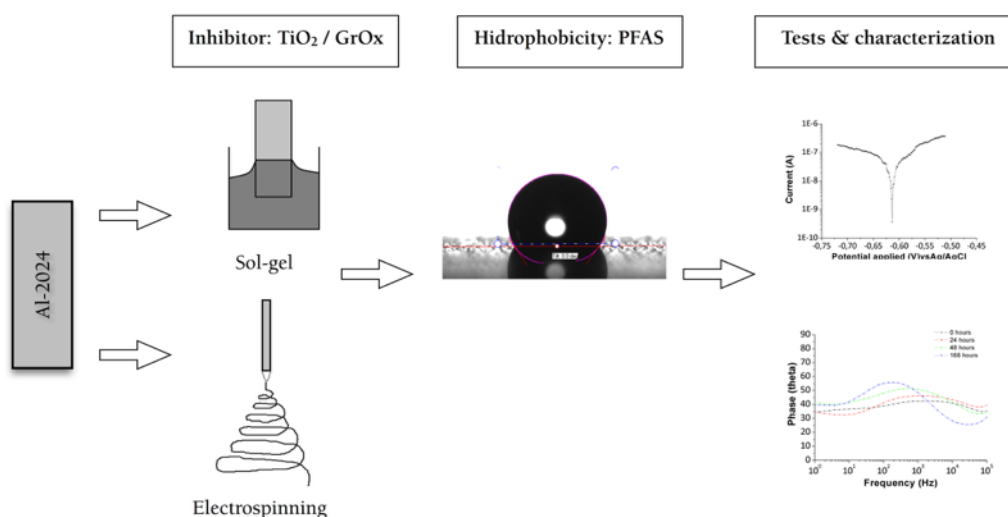 Inhibitor: TiO₂ / GrOx
Hidrophobicity: PFAS
Tests & characterization
Al-2024
Sol-gel
Electrospinning
Current (A)
1E-6
1E-7
1E-8
1E-9
1E-10
-0,75 -0,70 -0,65 -0,60 -0,55 -0,50 -0,45
Potential applied (V)vsAg/AgCl
Phase (theta)
90
80
70
60
50
40
30
20
10
0
0 hours
24 hours
48 hours
168 hours
10⁰ 10¹ 10² 10³ 10⁴ 10⁵
Frequency (Hz)